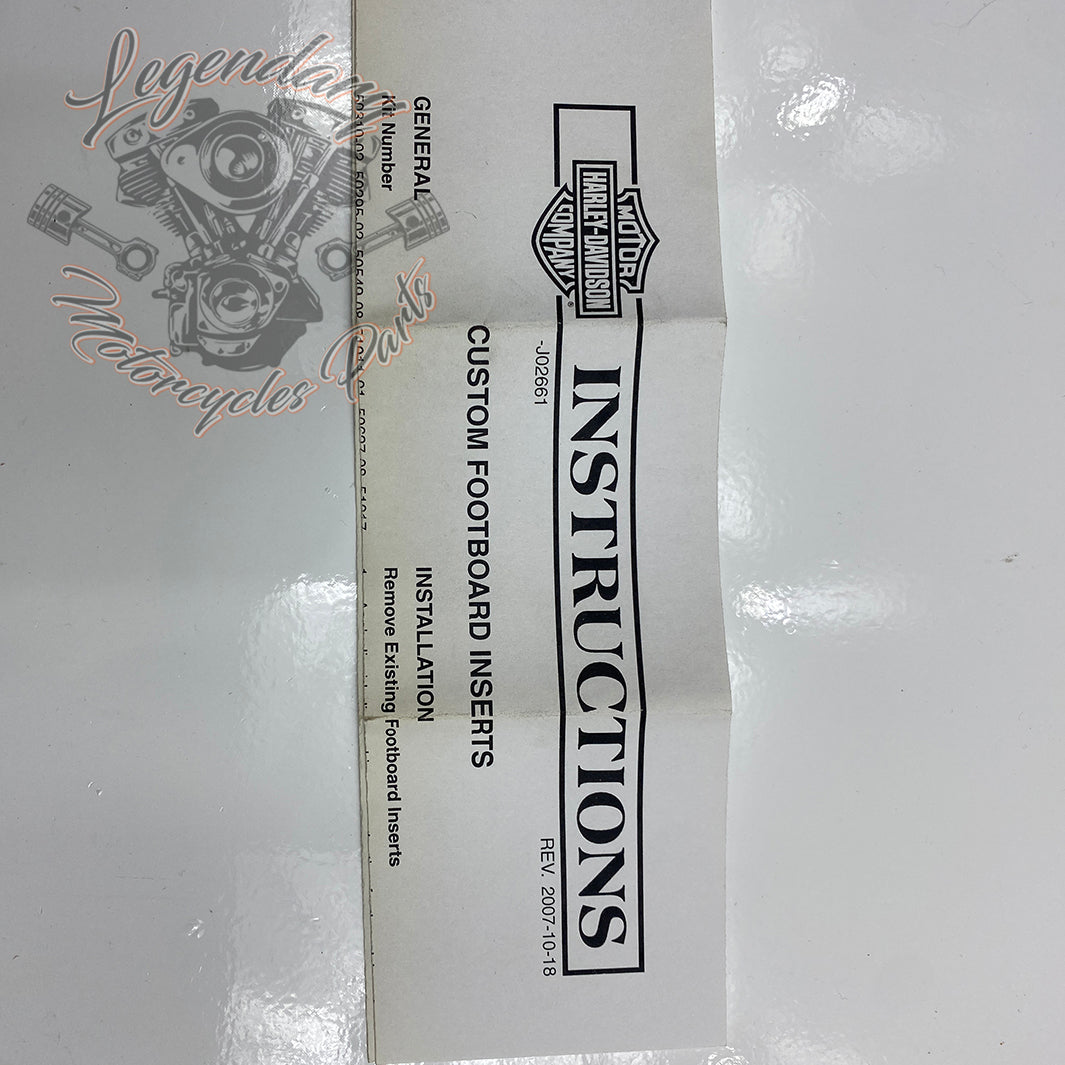 Legendary
Motorcycles Parts
MOTOR
HARLEY-DAVIDSON
COMPANY
®
INSTRUCTIONS
-J02661
REV. 2007-10-18
CUSTOM FOOTBOARD INSERTS
GENERAL
Kit Number
INSTALLATION
Remove Existing Footboard Inserts